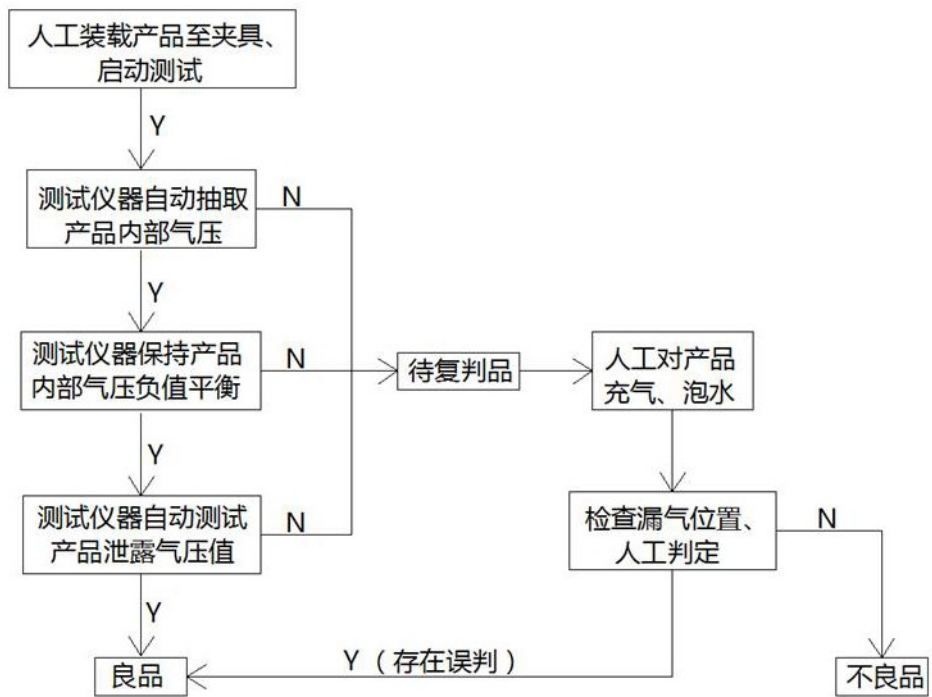 人工装载产品至夹具、
启动测试
Y
测试仪器自动抽取
产品内部气压
N
Y
测试仪器保持产品
内部气压负值平衡
N
待复判品
人工对产品
充气、泡水
Y
测试仪器自动测试
产品泄露气压值
N
检查漏气位置、
人工判定
N
Y
良品
Y（存在误判）
不良品